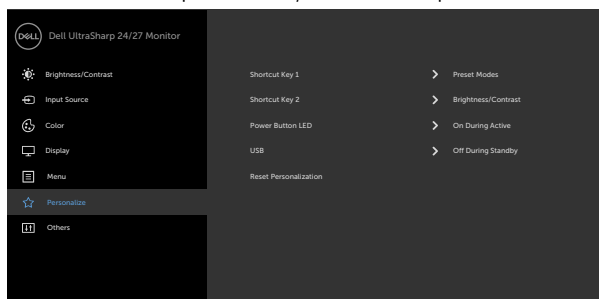 DELL Dell UltraSharp 24/27 Monitor
Brightness/Contrast Shortcut Key 1 Preset Modes
Input Source Shortcut Key 2 Brightness/Contrast
Color Power Button LED On During Active
Display USB Off During Standby
Menu Reset Personalization
Personalize
Others